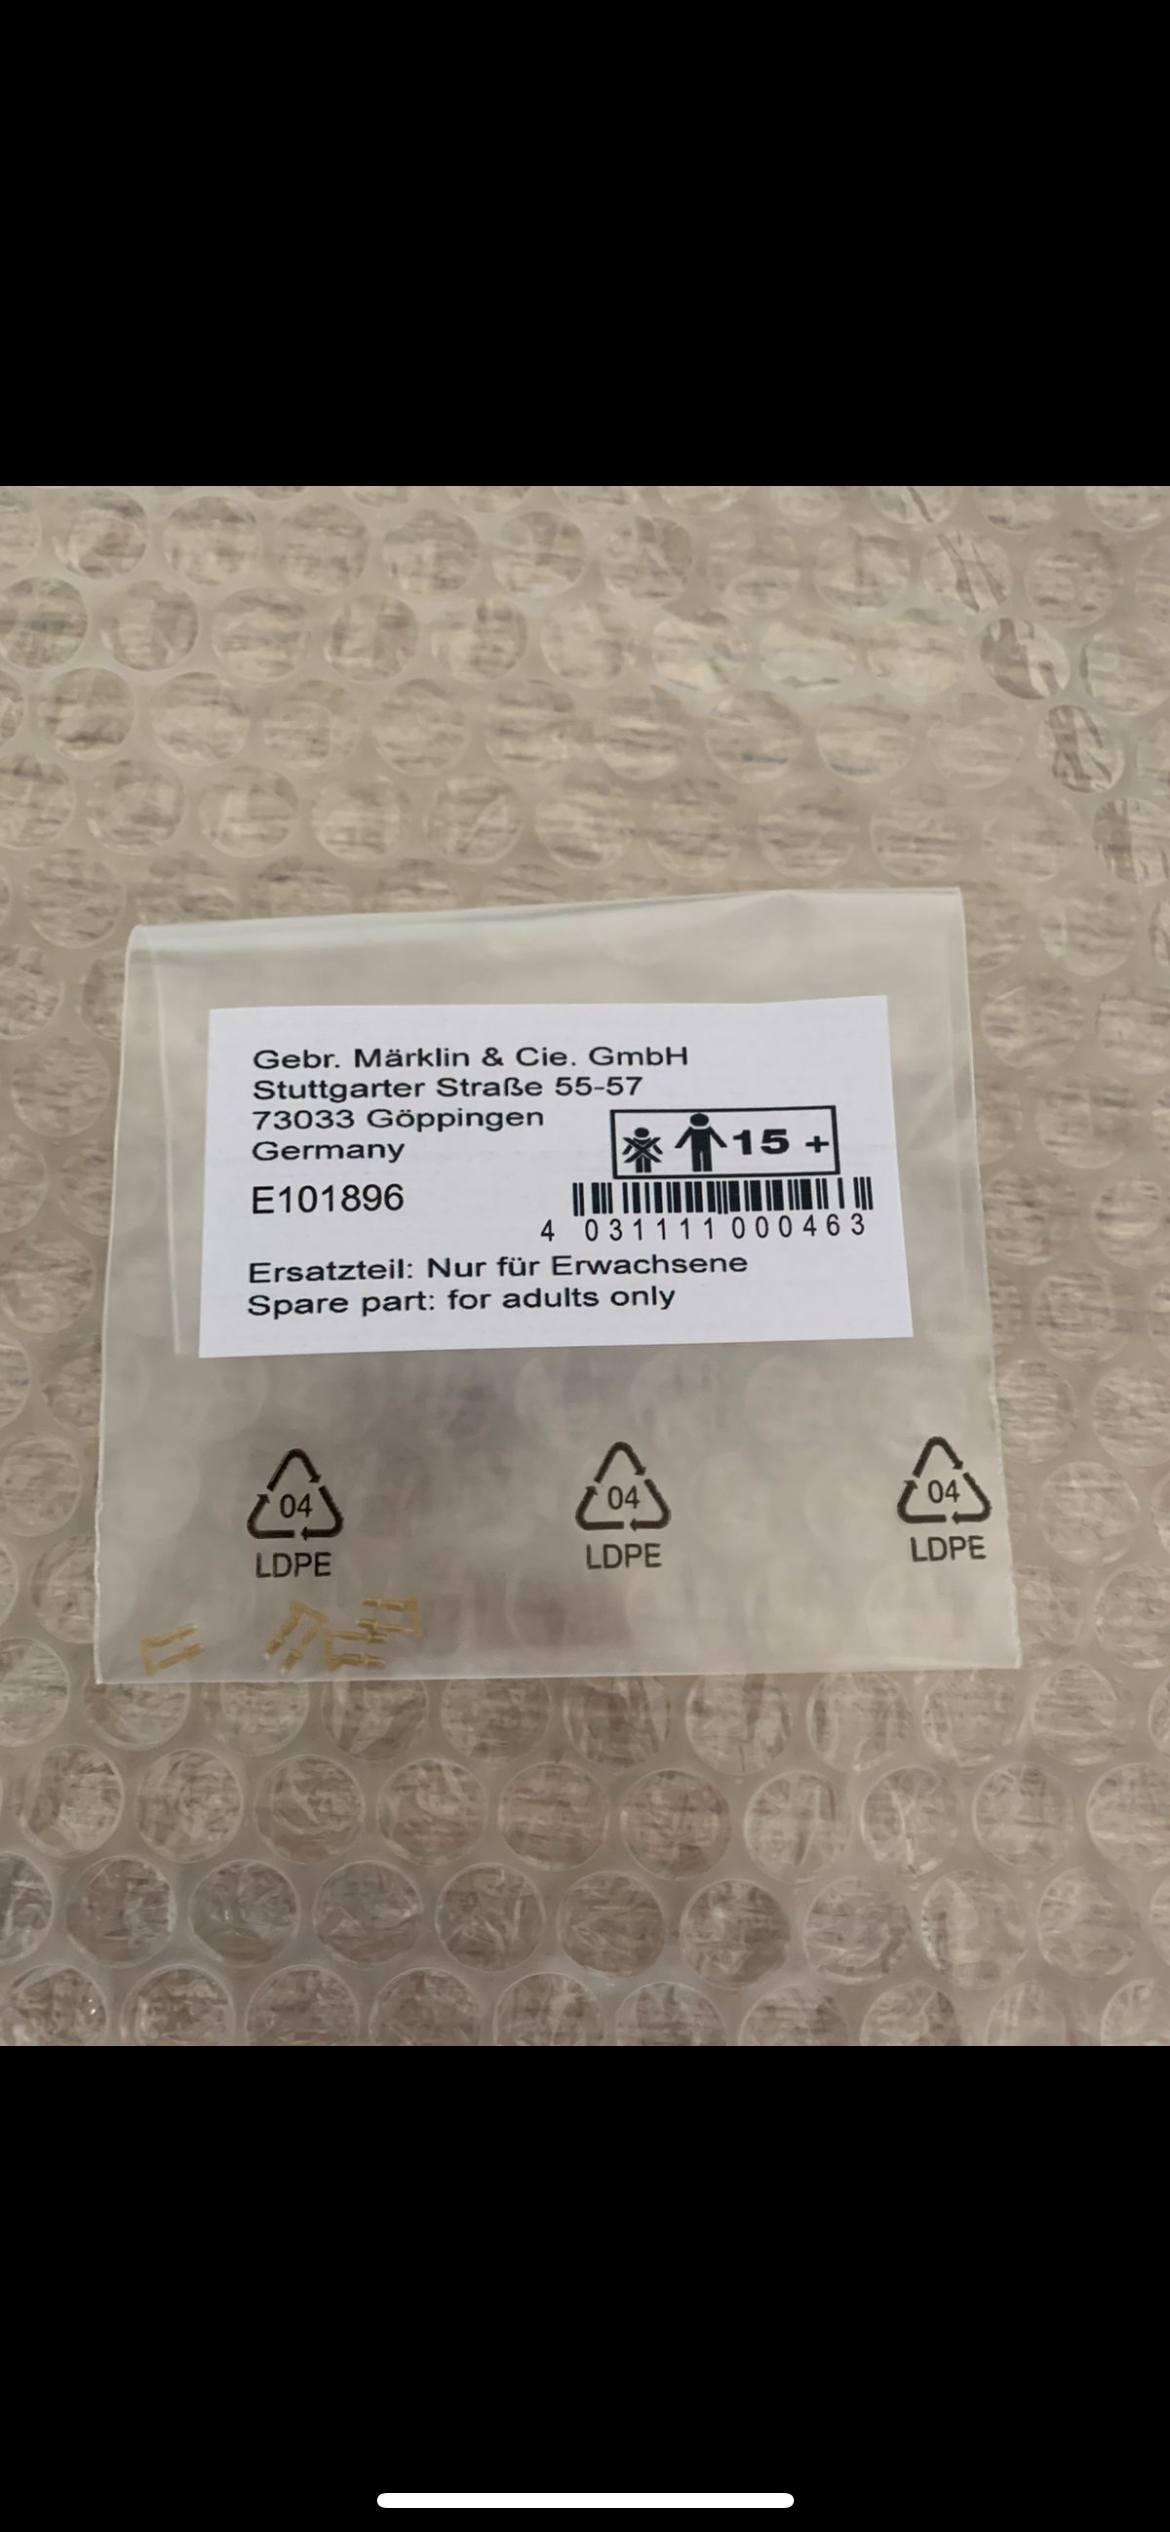 Gebr. Märklin & Cie. GmbH
Stuttgarter Straße 55-57
73033 Göppingen
Germany
15 +
E101896
4 031111 000463
Ersatzteil: Nur für Erwachsene
Spare part: for adults only
04 04 04
LDPE LDPE LDPE